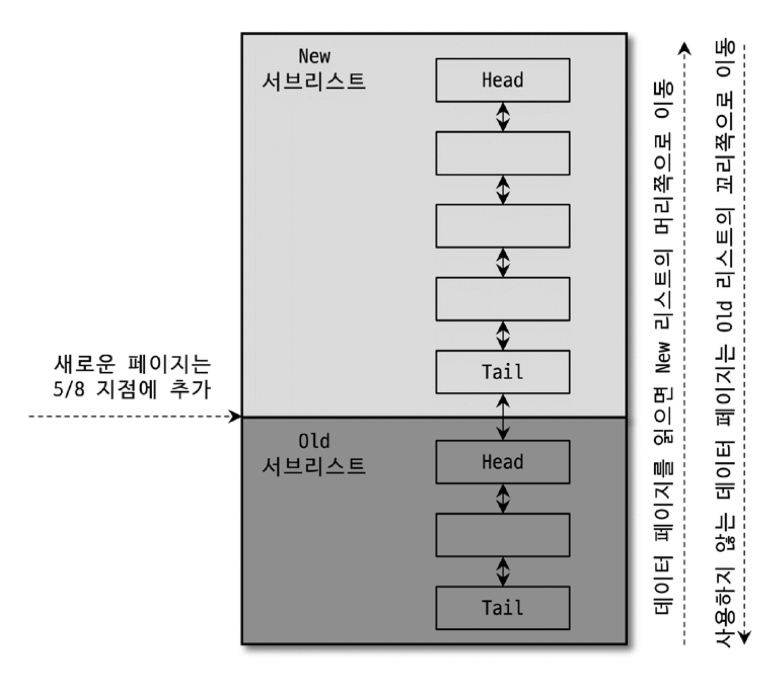 New
서브리스트
Head
Tail
새로운 페이지는
5/8 지점에 추가
Old
서브리스트
Head
Tail
데이터 페이지를 읽으면 New 리스트의 머리쪽으로 이동
사용하지 않는 데이터 페이지는 Old 리스트의 꼬리쪽으로 이동